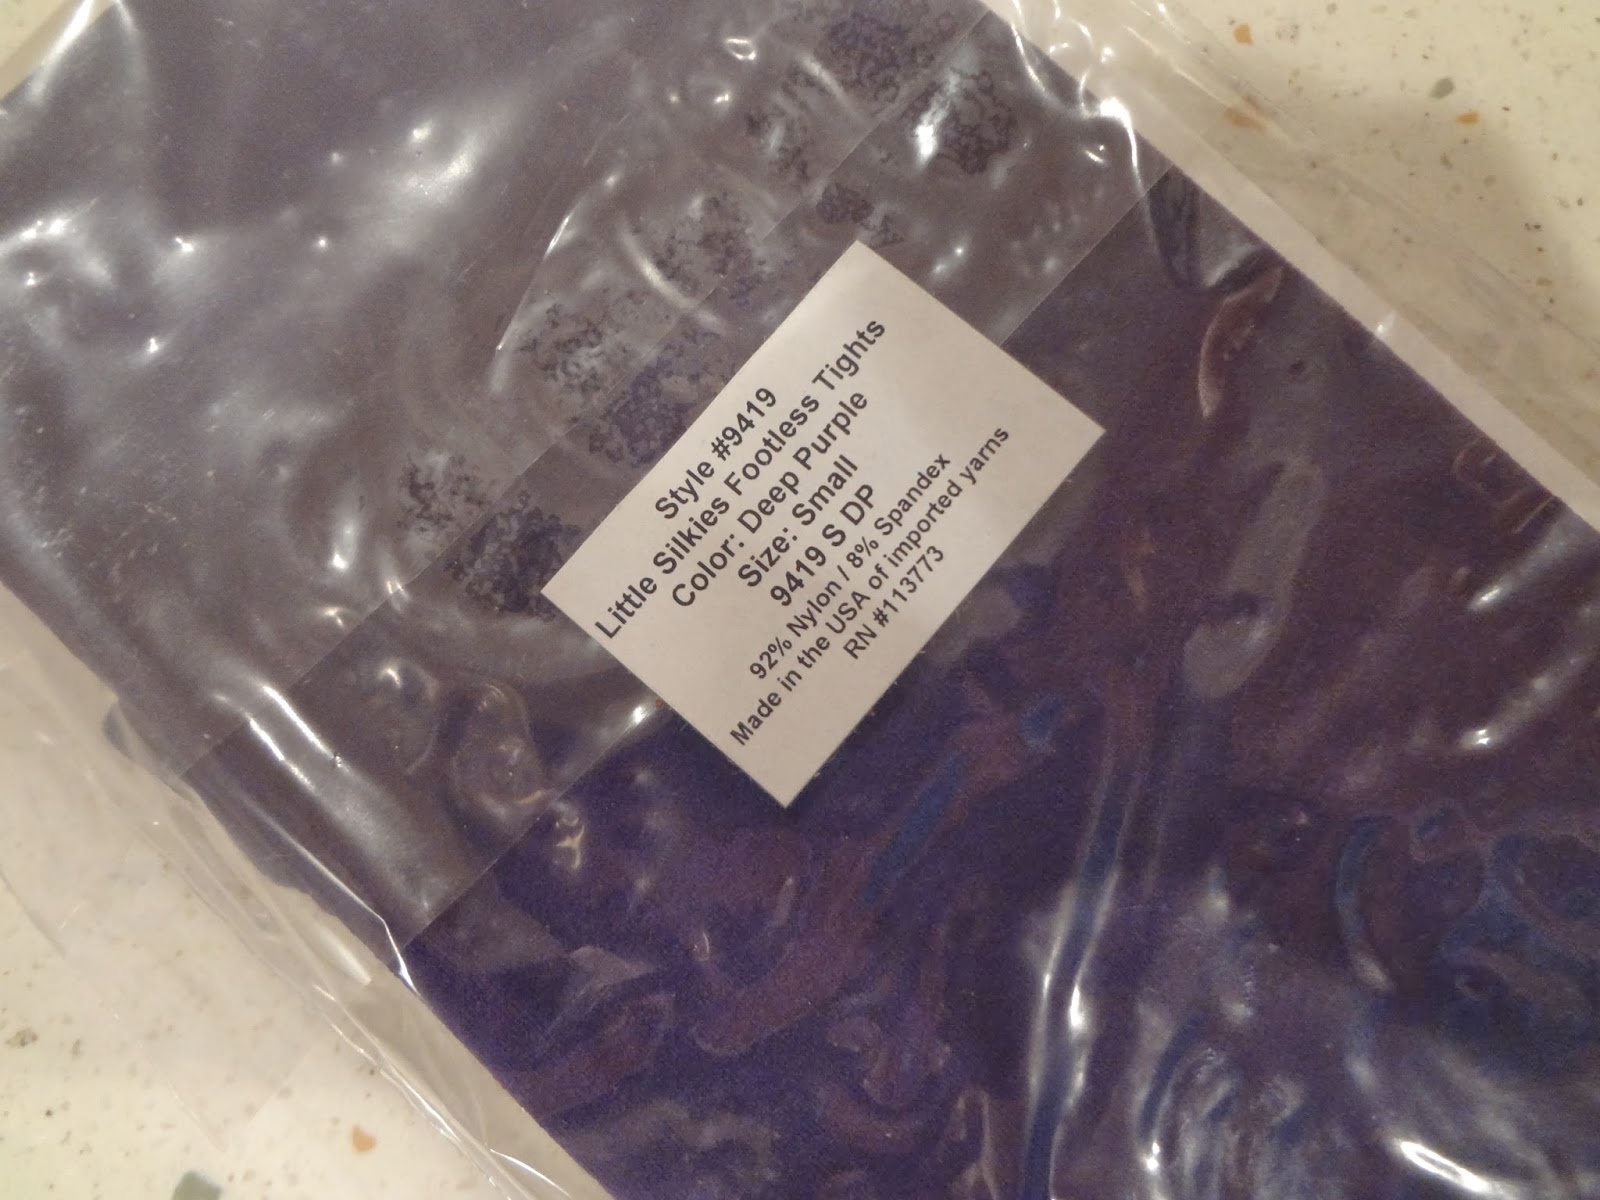 Style #9419
Little Silkies Footless Tights
Color: Deep Purple
Size: Small
9419 S DP
92% Nylon / 8% Spandex
Made in the USA of imported yarns
RN #113773